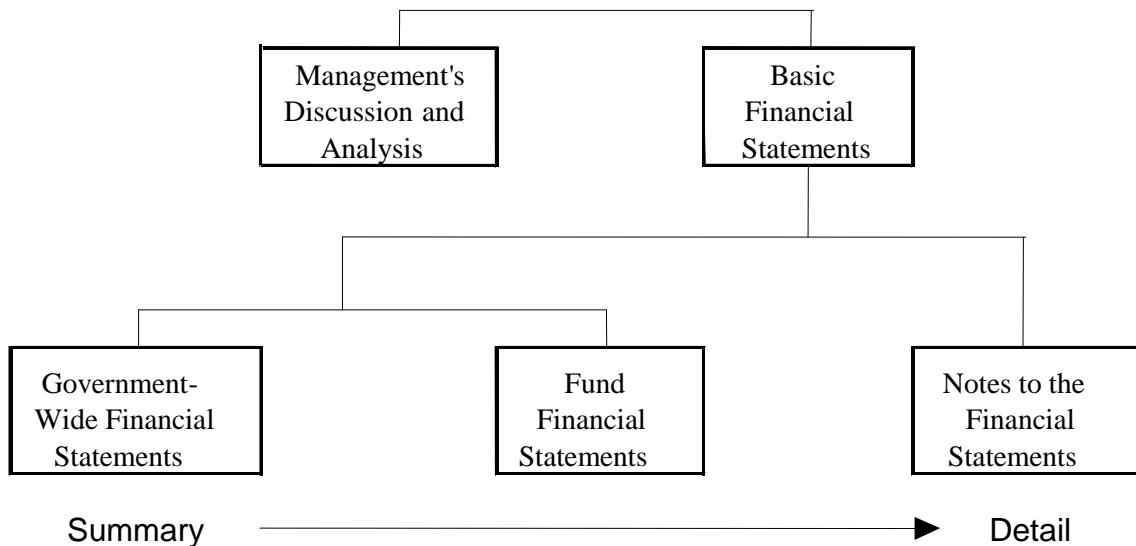 Management's
Discussion and
Analysis
Basic
Financial
Statements
Government-
Wide Financial
Statements
Fund
Financial
Statements
Notes to the
Financial
Statements
Summary
Detail